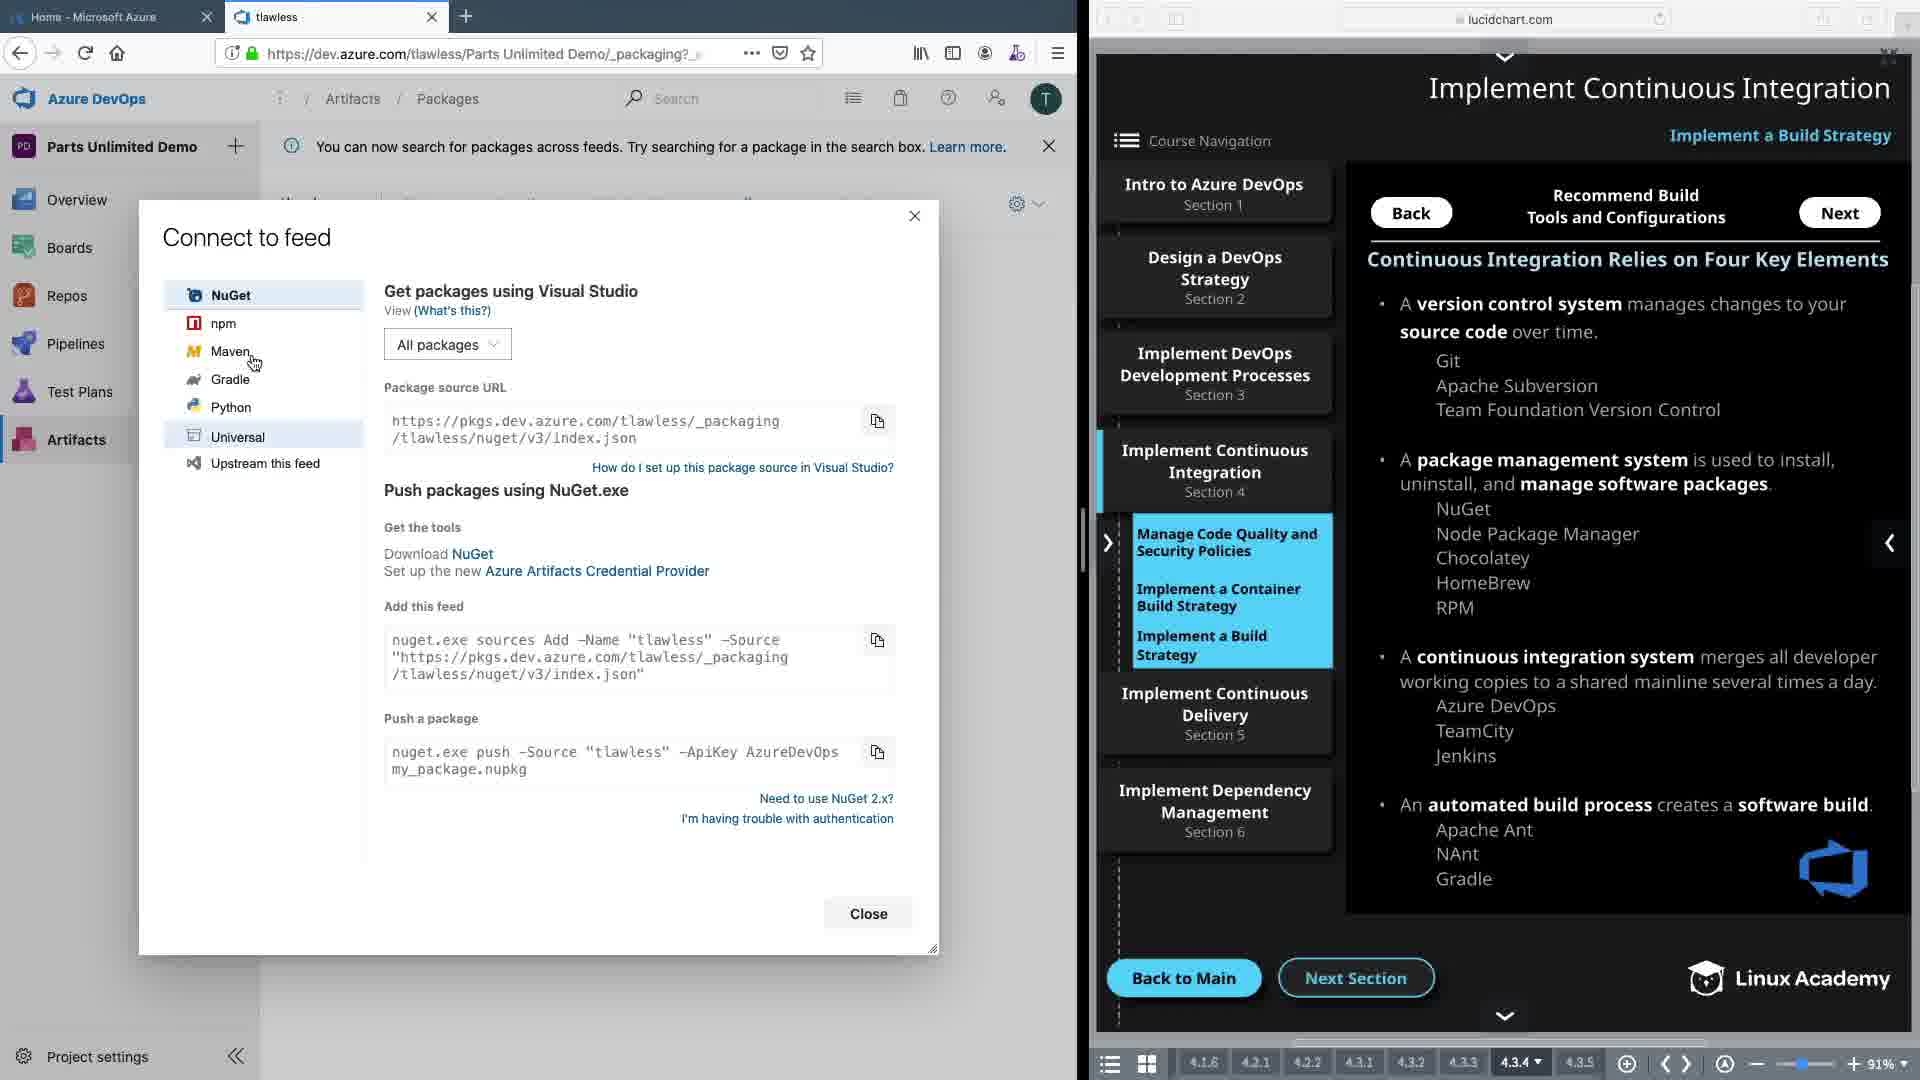 Home - Microsoft Azure
tlawless
https://dev.azure.com/tlawless/Parts Unlimited Demo/_packaging?_
lucidchart.com
Azure DevOps
/ Artifacts / Packages
Search
T
PD Parts Unlimited Demo
You can now search for packages across feeds. Try searching for a package in the search box. Learn more.
Overview
Boards
Repos
Pipelines
Test Plans
Artifacts
Project settings
Connect to feed
NuGet
npm
Maven
Gradle
Python
Universal
Upstream this feed
Get packages using Visual Studio
View (What's this?)
All packages
Package source URL
https://pkgs.dev.azure.com/tlawless/_packaging
/tlawless/nuget/v3/index.json
How do I set up this package source in Visual Studio?
Push packages using NuGet.exe
Get the tools
Download NuGet
Set up the new Azure Artifacts Credential Provider
Add this feed
nuget.exe sources Add -Name "tlawless" -Source
"https://pkgs.dev.azure.com/tlawless/_packaging
/tlawless/nuget/v3/index.json"
Push a package
nuget.exe push -Source "tlawless" -ApiKey AzureDevOps
my_package.nupkg
Need to use NuGet 2.x?
I'm having trouble with authentication
Close
Implement Continuous Integration
Implement a Build Strategy
Course Navigation
Intro to Azure DevOps
Section 1
Design a DevOps
Strategy
Section 2
Implement DevOps
Development Processes
Section 3
Implement Continuous
Integration
Section 4
Manage Code Quality and
Security Policies
Implement a Container
Build Strategy
Implement a Build
Strategy
Implement Continuous
Delivery
Section 5
Implement Dependency
Management
Section 6
Back
Recommend Build
Tools and Configurations
Next
Continuous Integration Relies on Four Key Elements
• A version control system manages changes to your
source code over time.
Git
Apache Subversion
Team Foundation Version Control
• A package management system is used to install,
uninstall, and manage software packages.
NuGet
Node Package Manager
Chocolatey
HomeBrew
RPM
• A continuous integration system merges all developer
working copies to a shared mainline several times a day.
Azure DevOps
TeamCity
Jenkins
• An automated build process creates a software build.
Apache Ant
NAnt
Gradle
Back to Main
Next Section
Linux Academy
4.1.6 4.2.1 4.2.2 4.3.1 4.3.2 4.3.3 4.3.4 4.3.5
91%